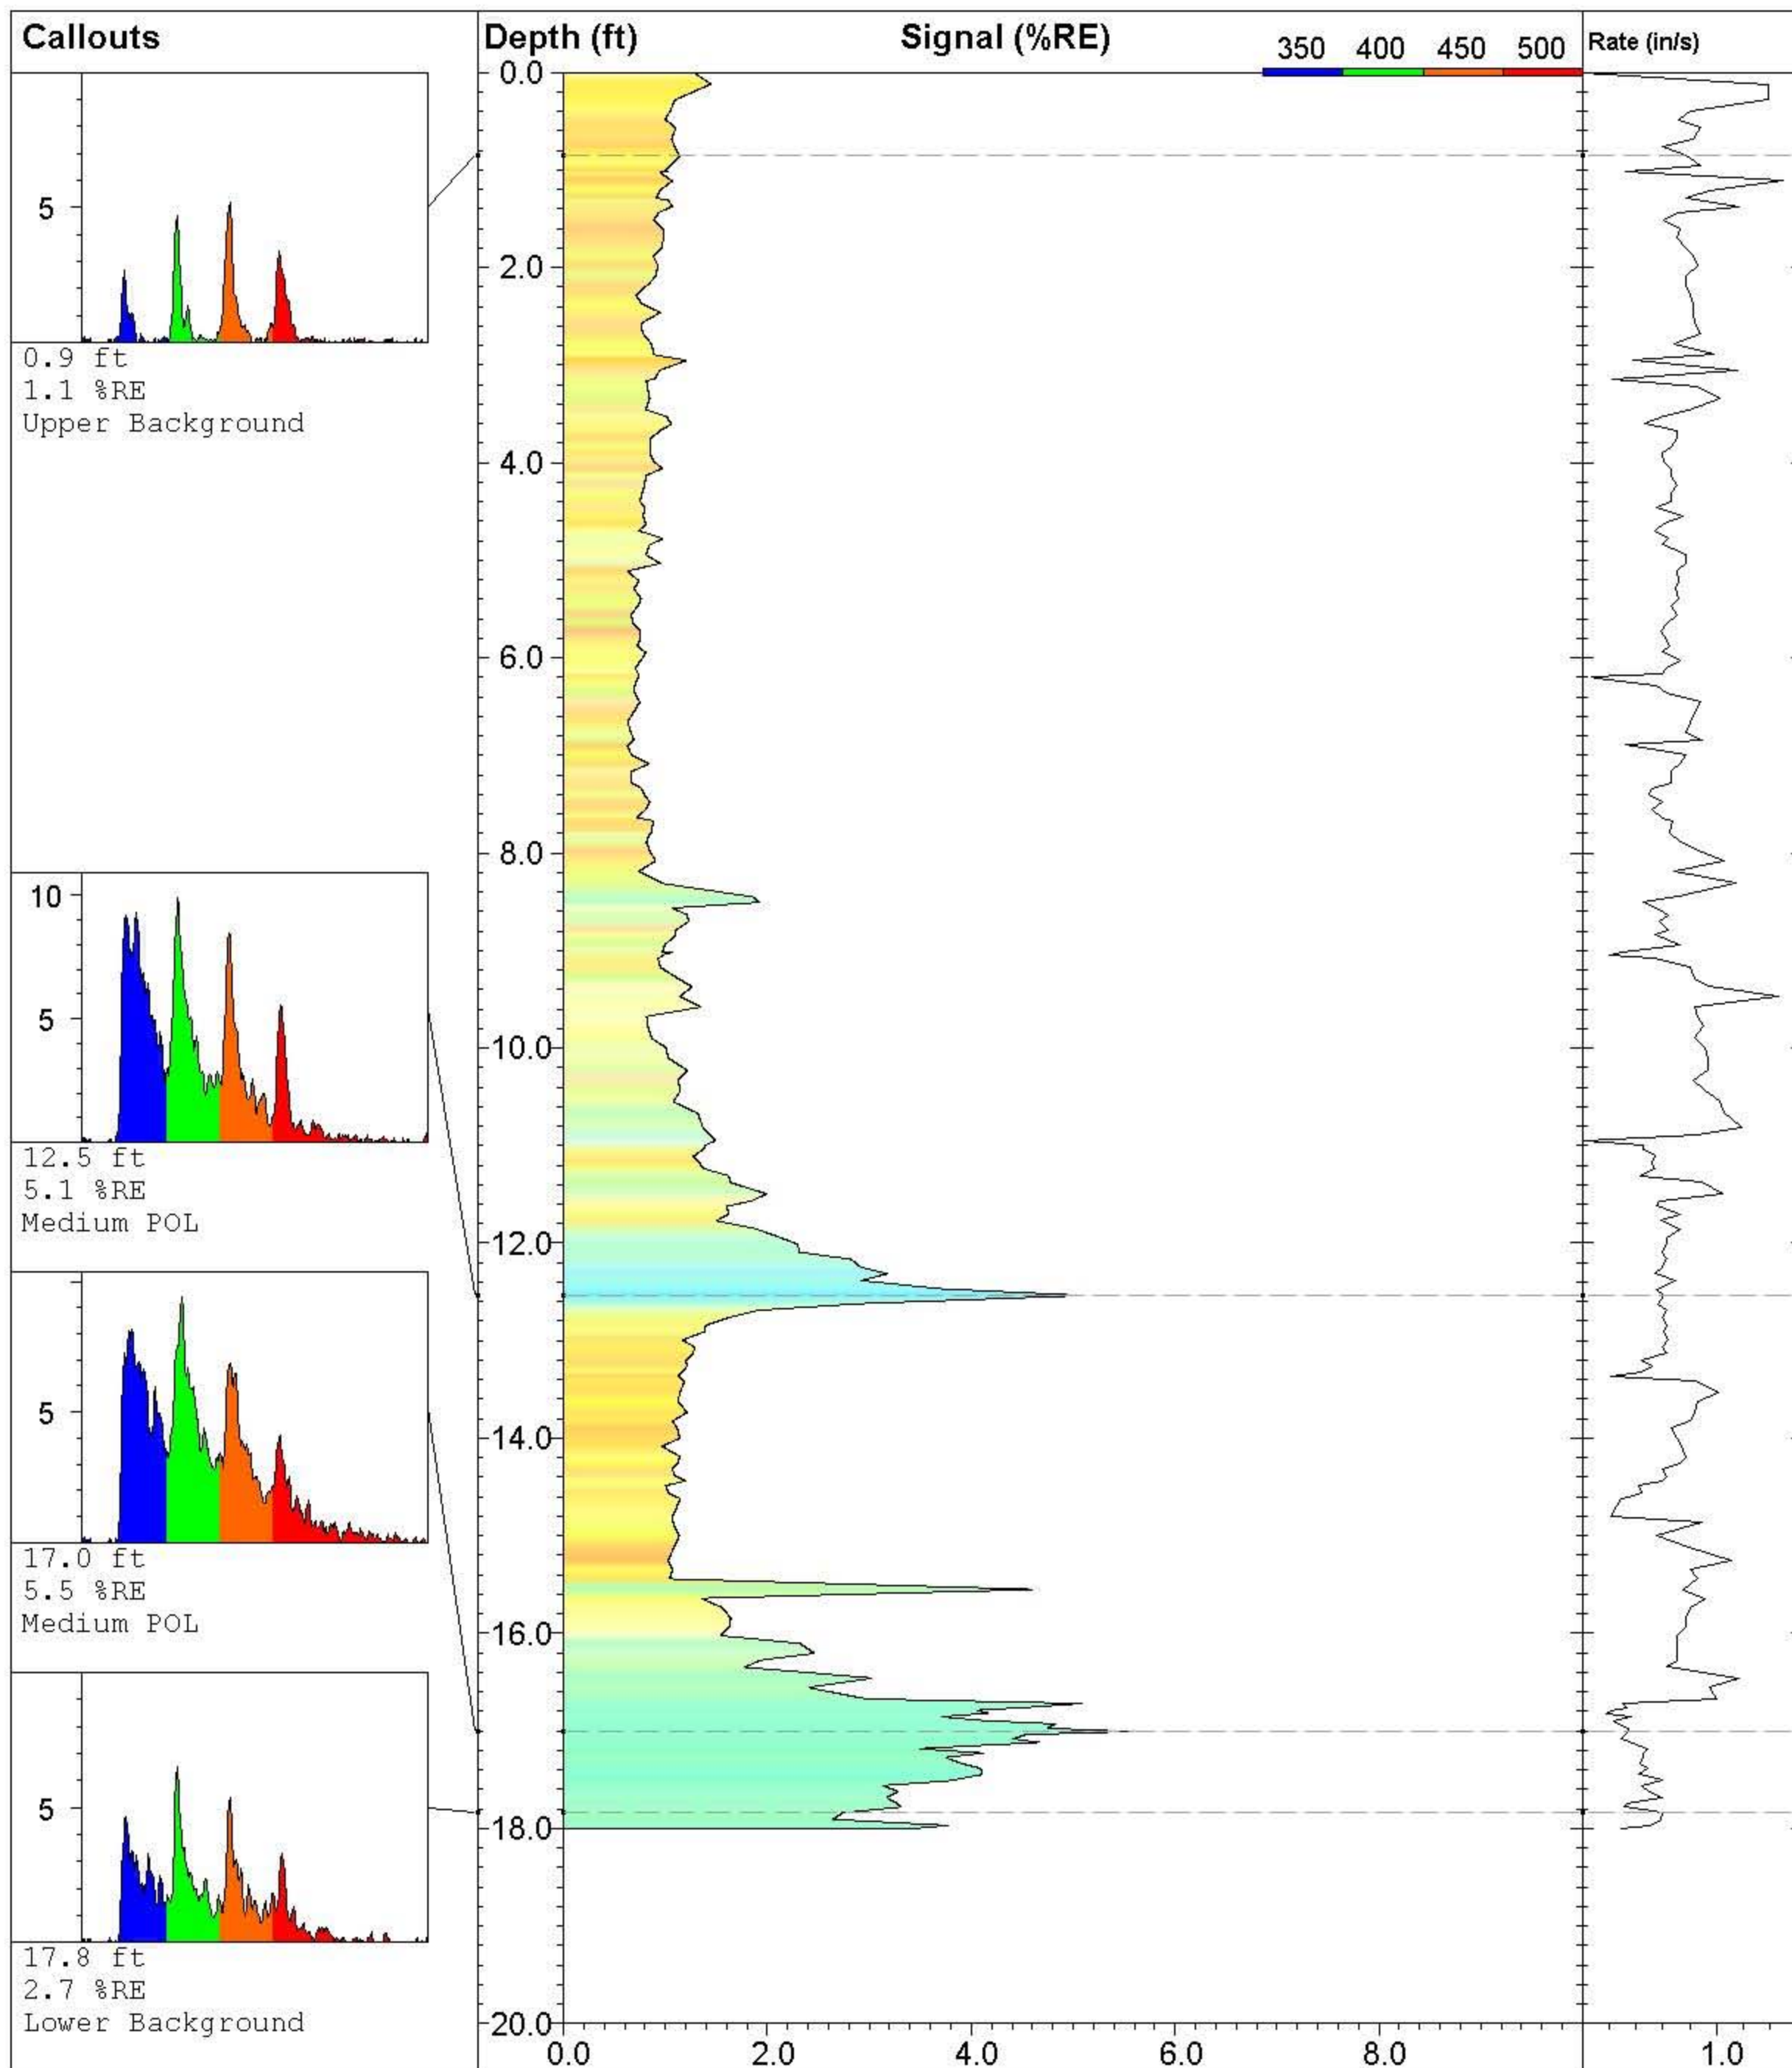 Callouts
Depth (ft)
Signal (%RE)
350 400 450 500
Rate (in/s)
5
0.9 ft
1.1 %RE
Upper Background
10
5
12.5 ft
5.1 %RE
Medium POL
5
17.0 ft
5.5 %RE
Medium POL
5
17.8 ft
2.7 %RE
Lower Background
0.0
2.0
4.0
6.0
8.0
10.0
12.0
14.0
16.0
18.0
20.0
0.0 2.0 4.0 6.0 8.0
1.0